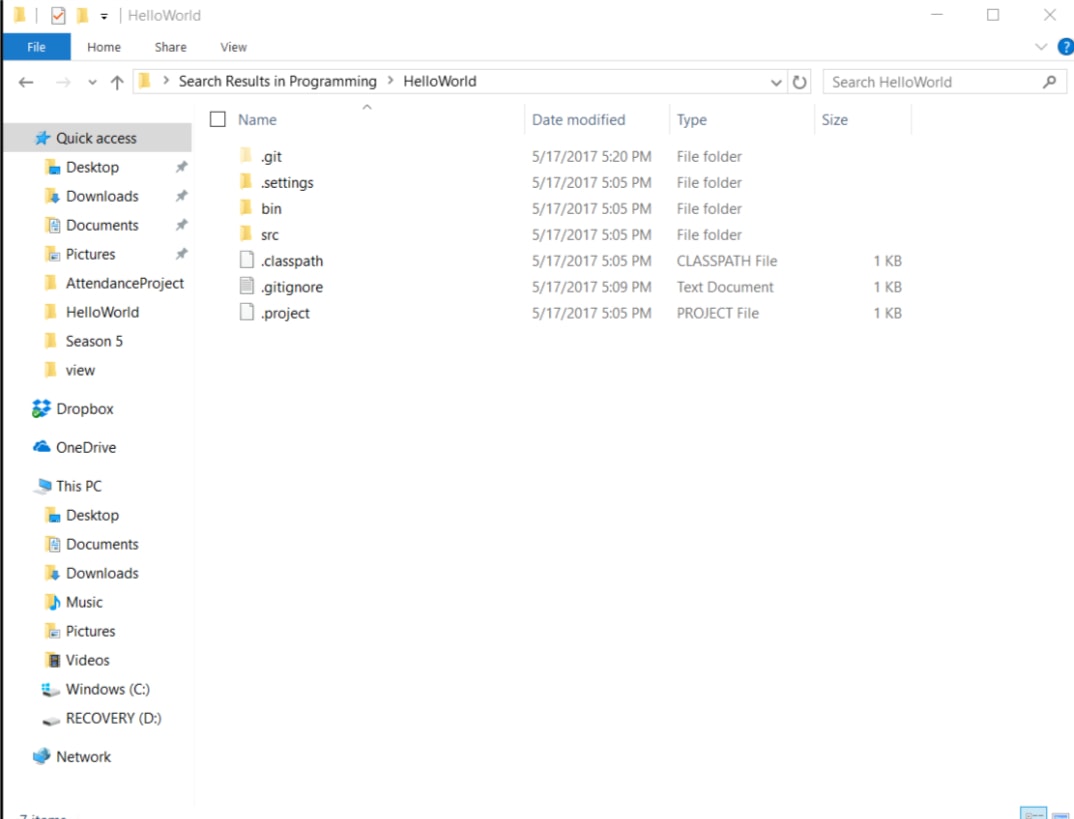 HelloWorld
File Home Share View
Search Results in Programming HelloWorld Search HelloWorld
Name Date modified Type Size
Quick access
Desktop
Downloads
Documents
Pictures
AttendanceProject
HelloWorld
Season 5
view
Dropbox
OneDrive
This PC
Desktop
Documents
Downloads
Music
Pictures
Videos
Windows (C:)
RECOVERY (D:)
Network
.git 5/17/2017 5:20 PM File folder
.settings 5/17/2017 5:05 PM File folder
bin 5/17/2017 5:05 PM File folder
src 5/17/2017 5:05 PM File folder
.classpath 5/17/2017 5:05 PM CLASSPATH File 1 KB
.gitignore 5/17/2017 5:09 PM Text Document 1 KB
.project 5/17/2017 5:05 PM PROJECT File 1 KB
7 items